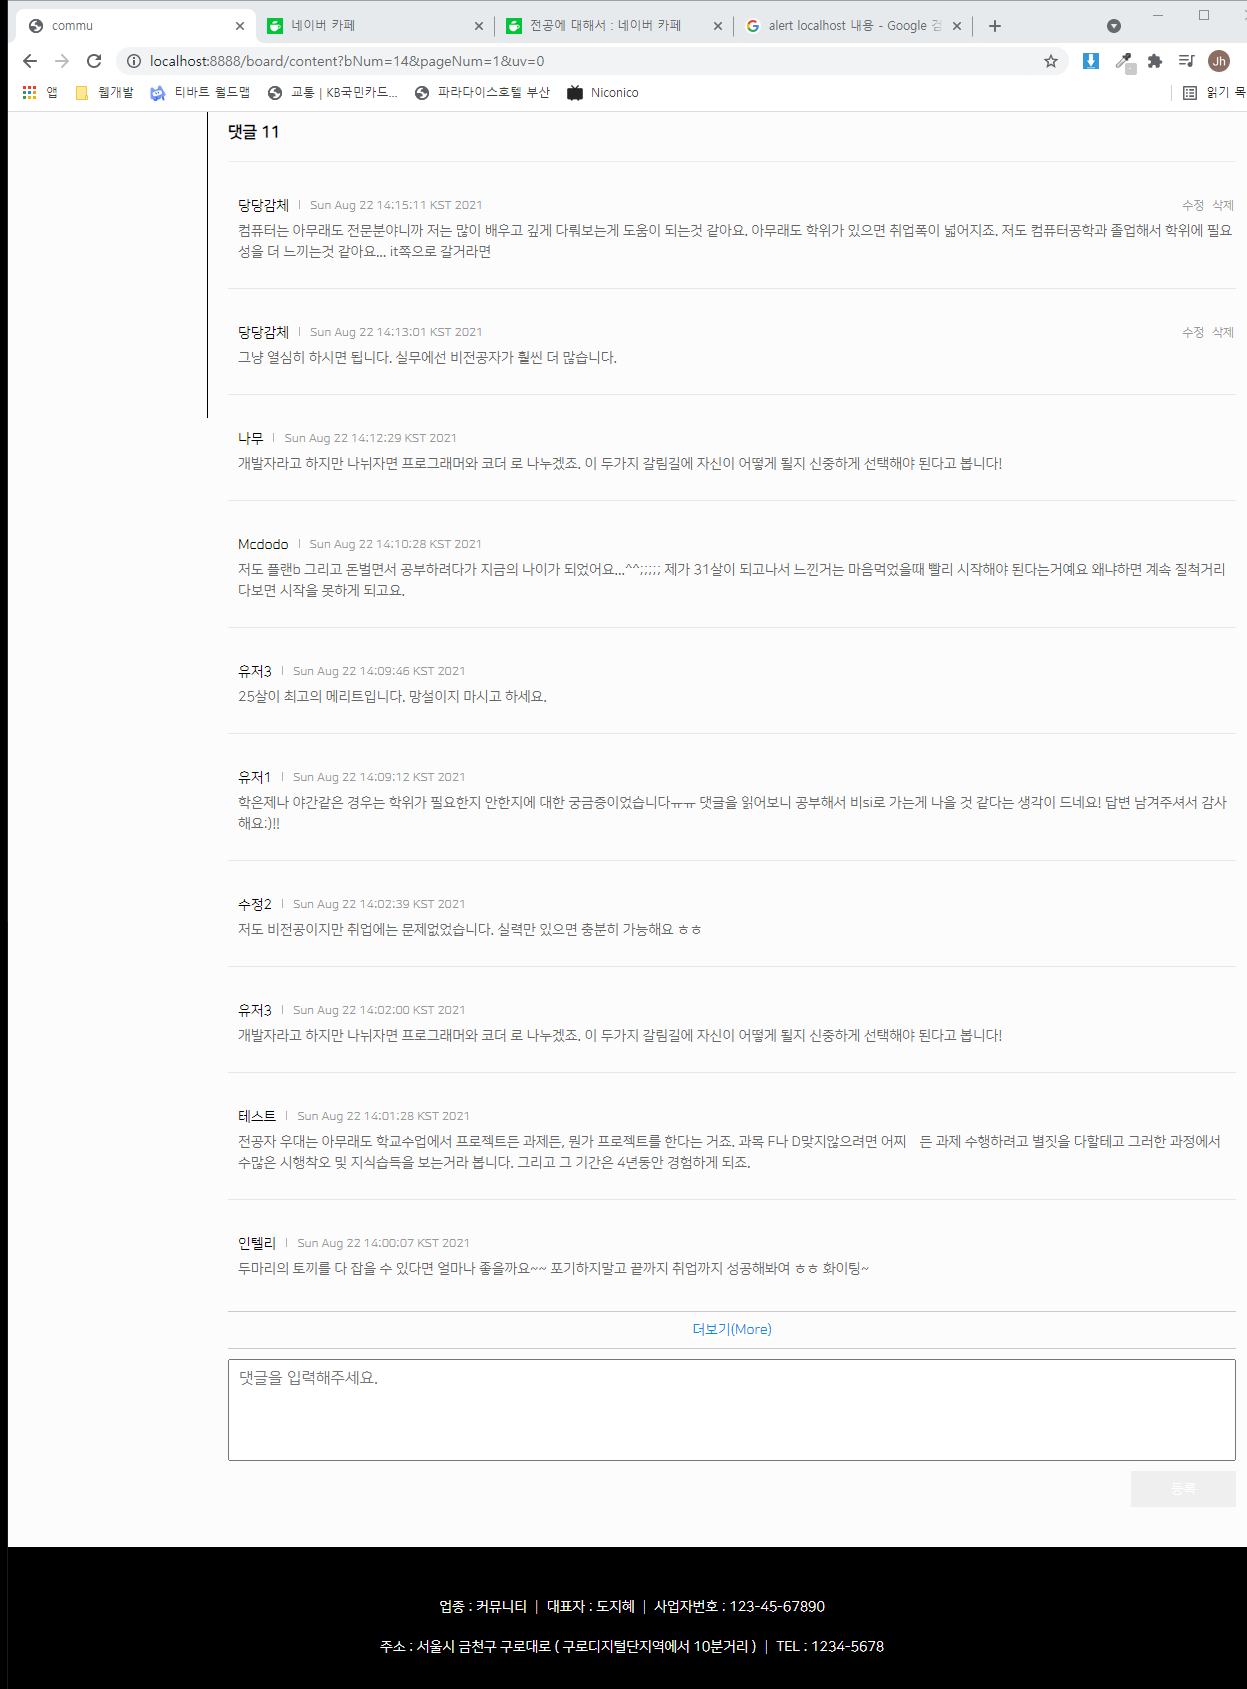 commu
네이버 카페
전공에 대해서 : 네이버 카페
alert localhost 내용 - Google 검
localhost:8888/board/content?bNum=14&pageNum=1&uv=0
Jh
앱 웹개발 티바트 월드맵 교통 | KB국민카드... 파라다이스호텔 부산 Niconico 읽기 목
댓글 11
당당감체 | Sun Aug 22 14:15:11 KST 2021 수정 삭제
컴퓨터는 아무래도 전문분야니까 저는 많이 배우고 깊게 다뤄보는게 도움이 되는것 같아요. 아무래도 학위가 있으면 취업폭이 넓어지죠. 저도 컴퓨터공학과 졸업해서 학위에 필요
성을 더 느끼는것 같아요... it쪽으로 갈거라면
당당감체 | Sun Aug 22 14:13:01 KST 2021 수정 삭제
그냥 열심히 하시면 됩니다. 실무에선 비전공자가 훨씬 더 많습니다.
나무 | Sun Aug 22 14:12:29 KST 2021
개발자라고 하지만 나뉘자면 프로그래머와 코더 로 나누겠죠. 이 두가지 갈림길에 자신이 어떻게 될지 신중하게 선택해야 된다고 봅니다!
Mcdodo | Sun Aug 22 14:10:28 KST 2021
저도 플랜b 그리고 돈벌면서 공부하려다가 지금의 나이가 되었어요...^^;;;;; 제가 31살이 되고나서 느낀거는 마음먹었을때 빨리 시작해야 된다는거예요 왜냐하면 계속 질척거리
다보면 시작을 못하게 되고요.
유저3 | Sun Aug 22 14:09:46 KST 2021
25살이 최고의 메리트입니다. 망설이지 마시고 하세요.
유저1 | Sun Aug 22 14:09:12 KST 2021
학은제나 야간같은 경우는 학위가 필요한지 안한지에 대한 궁금증이었습니다ㅠㅠ 댓글을 읽어보니 공부해서 비si로 가는게 나을 것 같다는 생각이 드네요! 답변 남겨주셔서 감사
해요:)!!
수정2 | Sun Aug 22 14:02:39 KST 2021
저도 비전공이지만 취업에는 문제없었습니다. 실력만 있으면 충분히 가능해요 ㅎㅎ
유저3 | Sun Aug 22 14:02:00 KST 2021
개발자라고 하지만 나뉘자면 프로그래머와 코더 로 나누겠죠. 이 두가지 갈림길에 자신이 어떻게 될지 신중하게 선택해야 된다고 봅니다!
테스트 | Sun Aug 22 14:01:28 KST 2021
전공자 우대는 아무래도 학교수업에서 프로젝트든 과제든, 뭔가 프로젝트를 한다는 거죠. 과목 F나 D맞지않으려면 어찌 든 과제 수행하려고 별짓을 다할테고 그러한 과정에서
수많은 시행착오 및 지식습득을 보는거라 봅니다. 그리고 그 기간은 4년동안 경험하게 되죠.
인텔리 | Sun Aug 22 14:00:07 KST 2021
두마리의 토끼를 다 잡을 수 있다면 얼마나 좋을까요~~ 포기하지말고 끝까지 취업까지 성공해봐여 ㅎㅎ 화이팅~
더보기(More)
댓글을 입력해주세요.
등록
업종 : 커뮤니티 | 대표자 : 도지혜 | 사업자번호 : 123-45-67890
주소 : 서울시 금천구 구로대로 ( 구로디지털단지역에서 10분거리 ) | TEL : 1234-5678